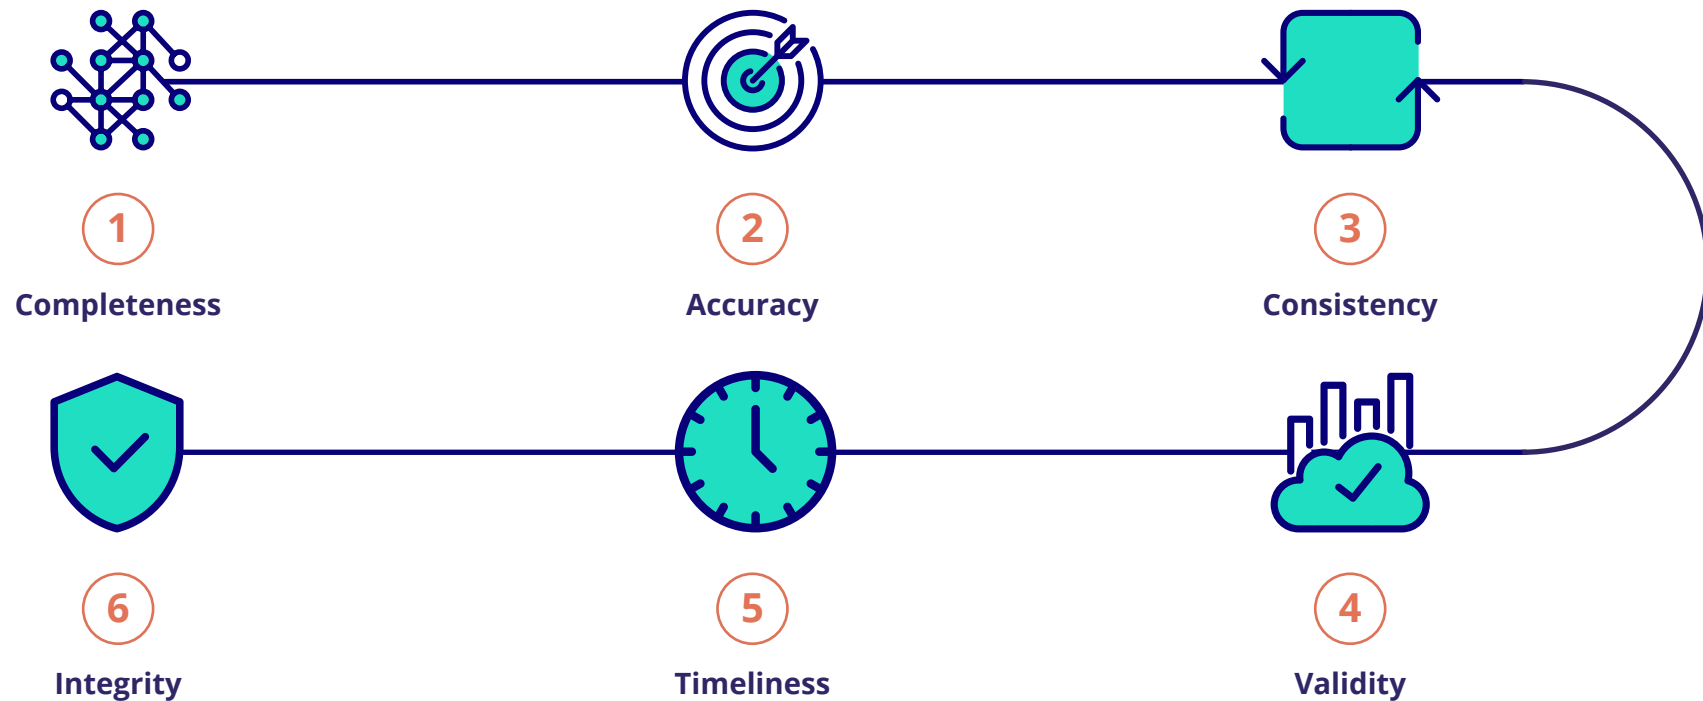 1
Completeness
2
Accuracy
3
Consistency
4
Validity
5
Timeliness
6
Integrity